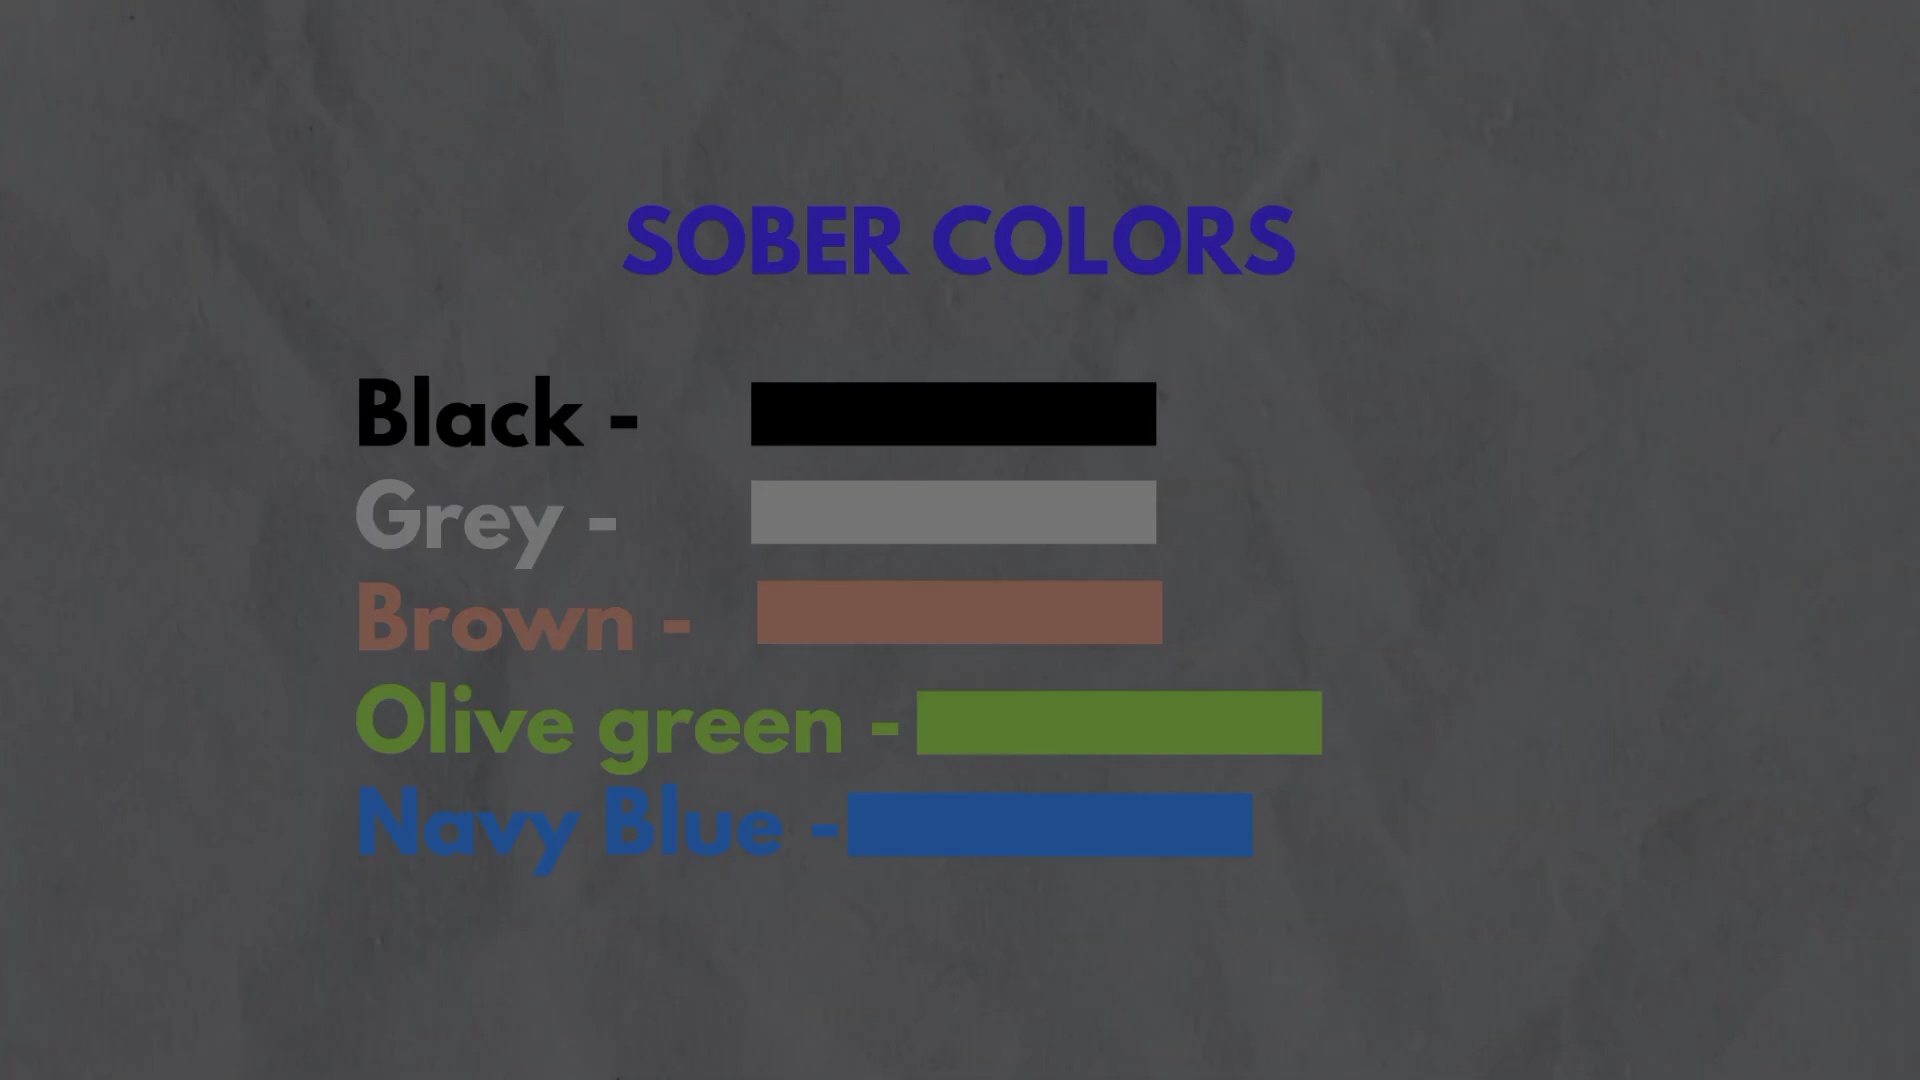 SOBER COLORS
Black -
Grey -
Brown -
Olive green -
Navy Blue -